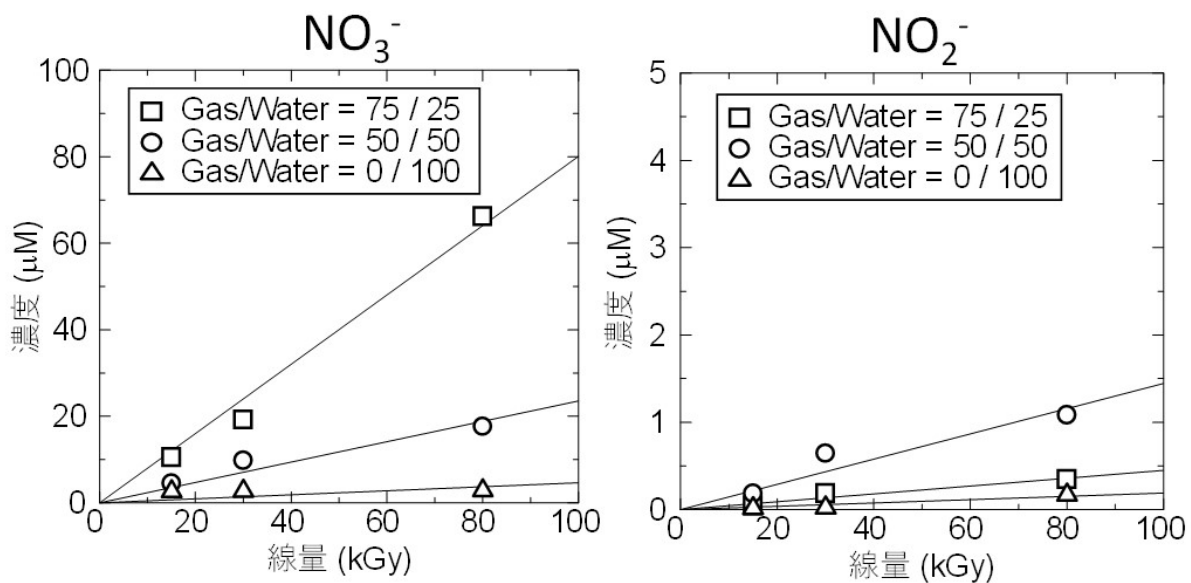 NO₃⁻
100
80
60
40
20
0
濃度 (μM)
□ Gas/Water = 75 / 25
○ Gas/Water = 50 / 50
△ Gas/Water = 0 / 100
0 20 40 60 80 100
線量 (kGy)
NO₂⁻
5
4
3
2
1
0
濃度 (μM)
□ Gas/Water = 75 / 25
○ Gas/Water = 50 / 50
△ Gas/Water = 0 / 100
0 20 40 60 80 100
線量 (kGy)